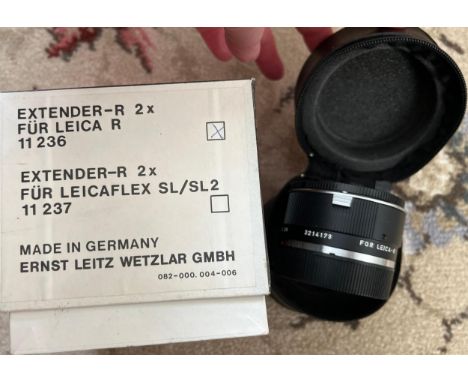 EXTENDER-R 2x
FÜR LEICA R
11 236
EXTENDER-R 2x
FÜR LEICAFLEX SL/SL2
11 237
MADE IN GERMANY
ERNST LEITZ WETZLAR GMBH
082-000.004-006
3214173 FOR LEICA-R